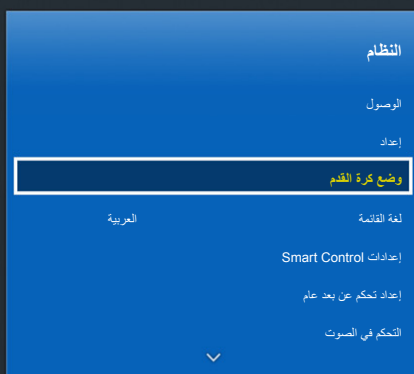 النظام
الوصول
إعداد
وضع كرة القدم
لغة القائمة العربية
إعدادات Smart Control
إعداد تحكم عن بعد عام
التحكم في الصوت